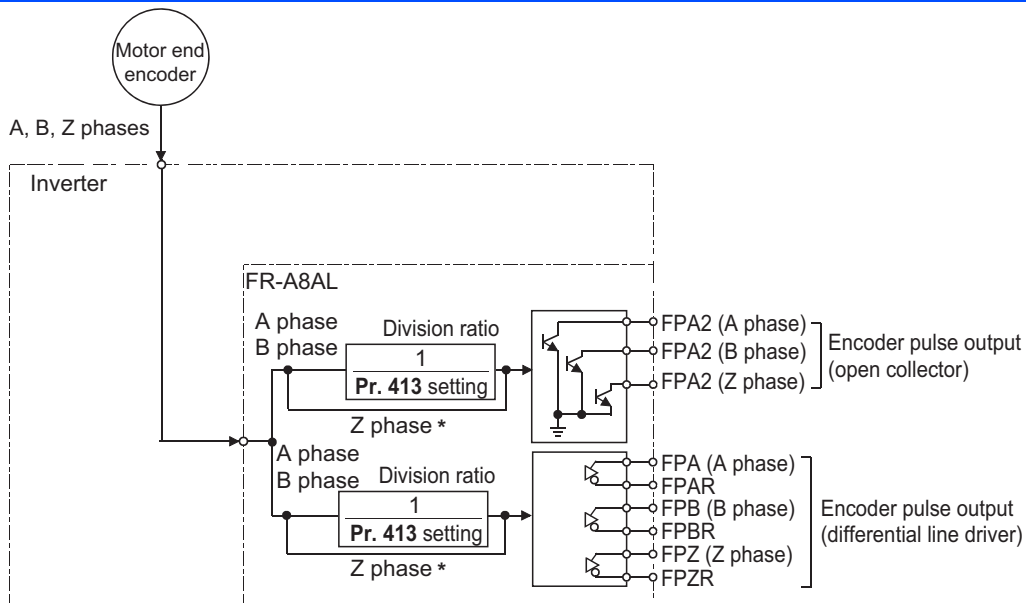 Motor end
encoder
A, B, Z phases
Inverter
FR-A8AL
A phase
B phase
Division ratio
1
Pr. 413 setting
Z phase *
FPA2 (A phase)
FPA2 (B phase)
FPA2 (Z phase)
Encoder pulse output
(open collector)
A phase
B phase
Division ratio
1
Pr. 413 setting
Z phase *
FPA (A phase)
FPAR
FPB (B phase)
FPBR
FPZ (Z phase)
FPZR
Encoder pulse output
(differential line driver)